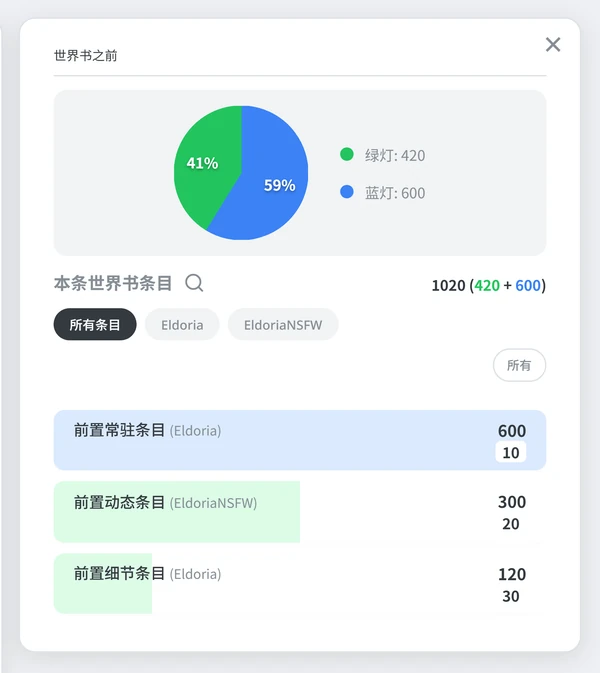 世界书之前
41%
59%
绿灯: 420
蓝灯: 600
本条世界书条目
1020 (420 + 600)
所有条目
Eldoria
EldoriaNSFW
所有
前置常驻条目 (Eldoria)
600
10
前置动态条目 (EldoriaNSFW)
300
20
前置细节条目 (Eldoria)
120
30